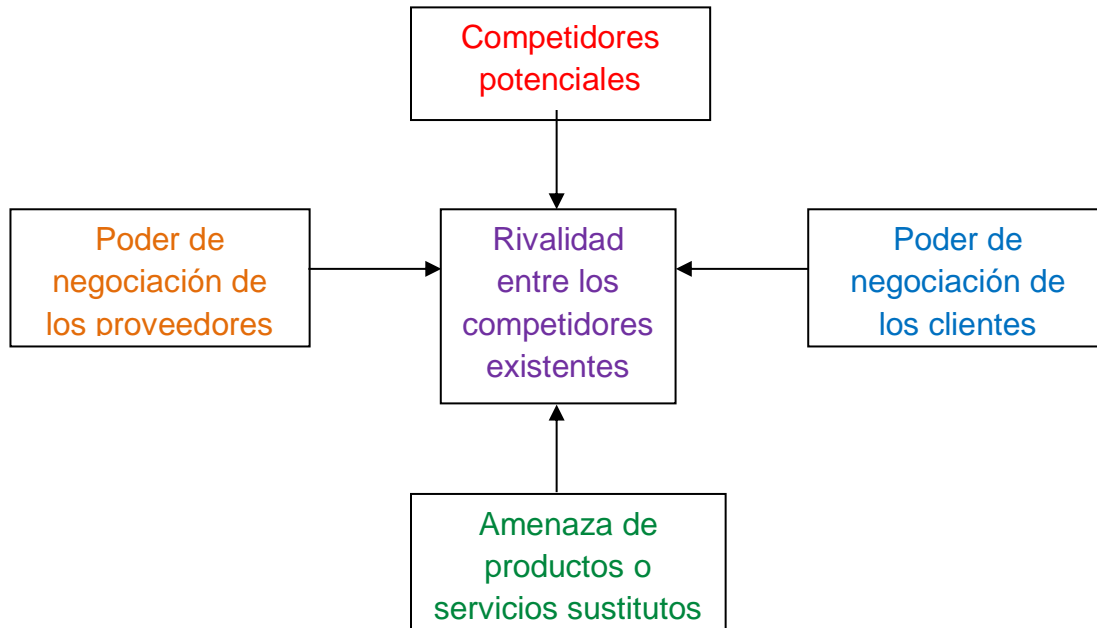 Competidores
potenciales
Poder de
negociación de
los proveedores
Rivalidad
entre los
competidores
existentes
Poder de
negociación de
los clientes
Amenaza de
productos o
servicios sustitutos